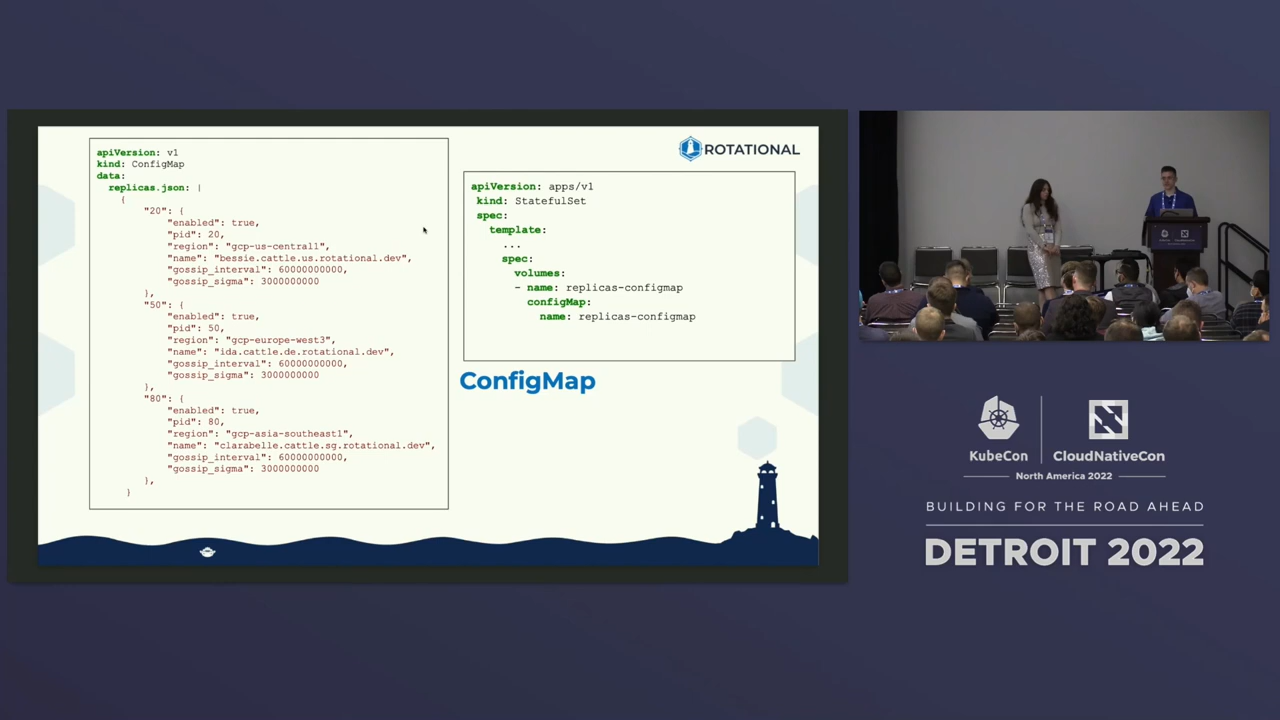 apiVersion: v1
kind: ConfigMap
data:
replicas.json: |
{
"20": {
"enabled": true,
"pid": 20,
"region": "gcp-us-central1",
"name": "bessie.cattle.us.rotational.dev",
"gossip_interval": 60000000000,
"gossip_sigma": 3000000000
},
"50": {
"enabled": true,
"pid": 50,
"region": "gcp-europe-west3",
"name": "ida.cattle.de.rotational.dev",
"gossip_interval": 60000000000,
"gossip_sigma": 3000000000
},
"80": {
"enabled": true,
"pid": 80,
"region": "gcp-asia-southeast1",
"name": "clarabelle.cattle.sg.rotational.dev",
"gossip_interval": 60000000000,
"gossip_sigma": 3000000000
},
}
ROTATIONAL
apiVersion: apps/v1
kind: StatefulSet
spec:
template:
...
spec:
volumes:
- name: replicas-configmap
configMap:
name: replicas-configmap
ConfigMap
KubeCon
CloudNativeCon
North America 2022
BUILDING FOR THE ROAD AHEAD
DETROIT 2022